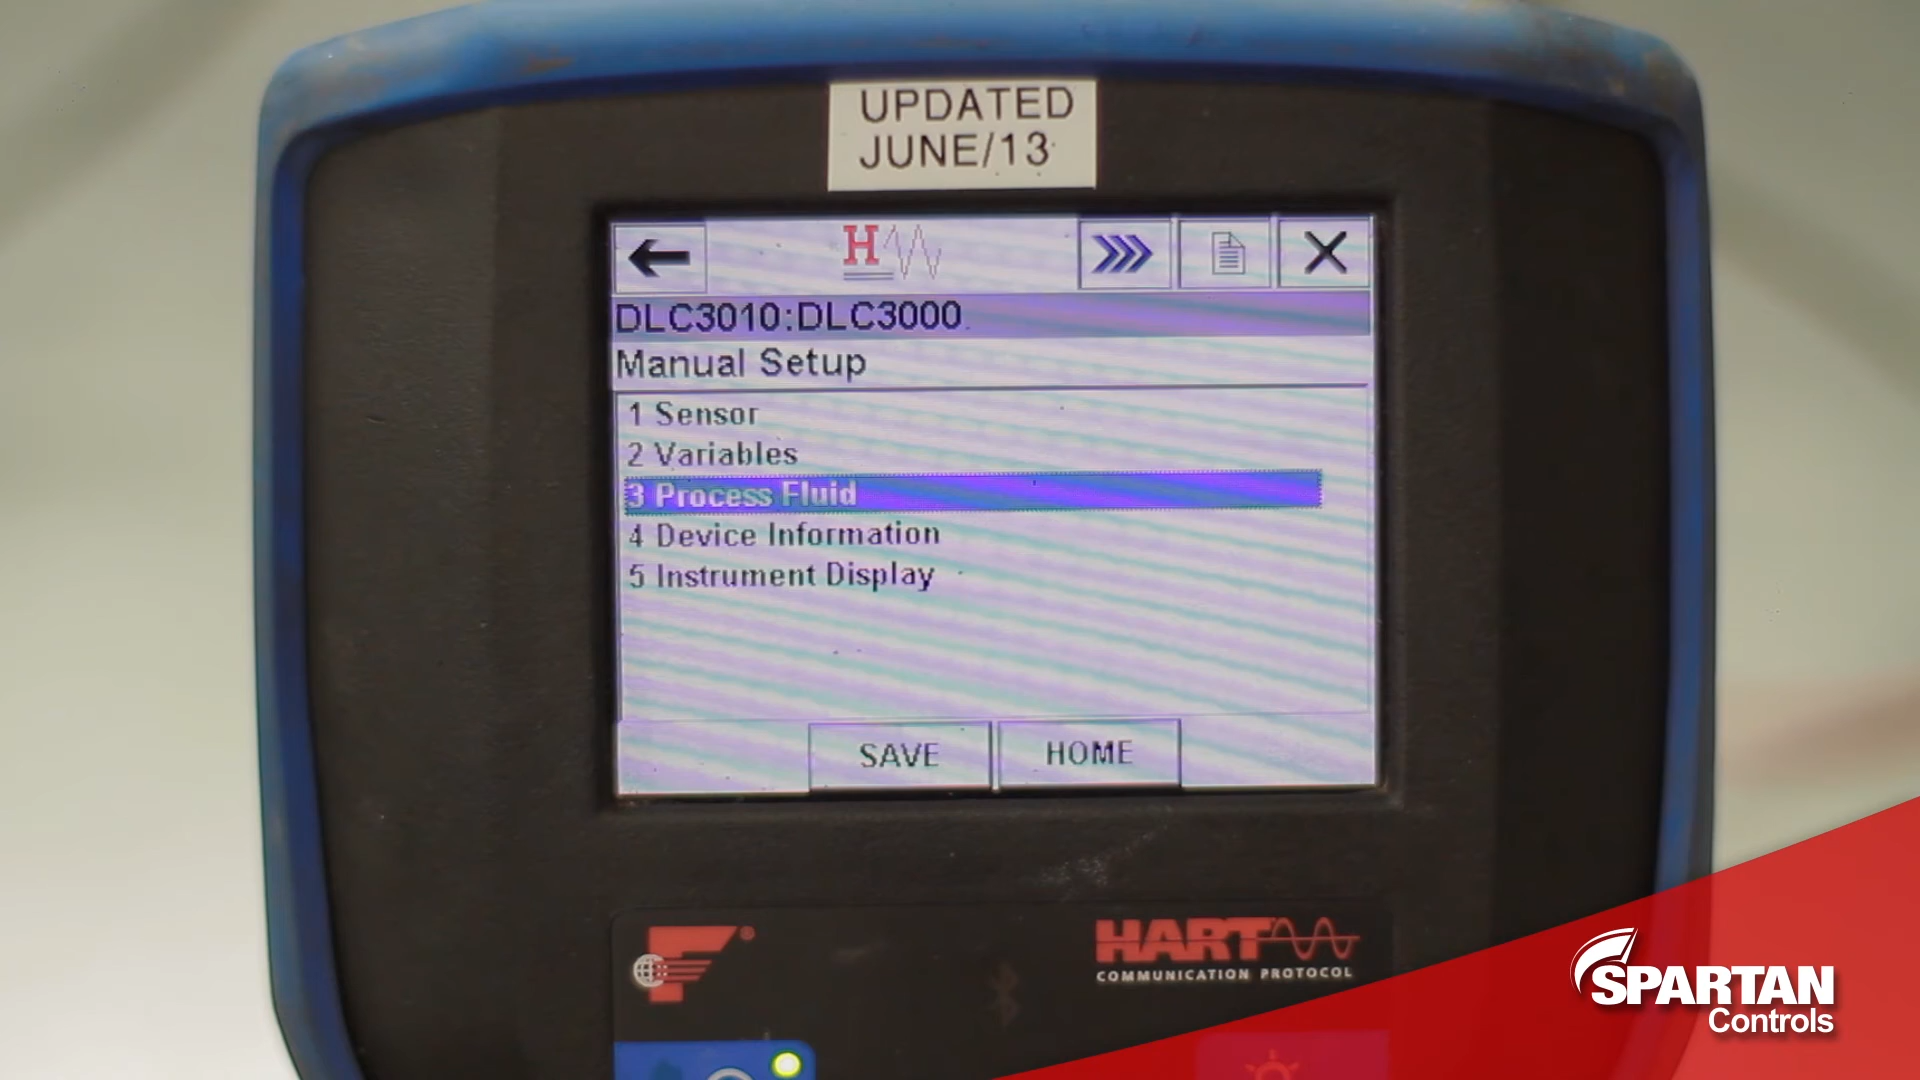 UPDATED
JUNE/13
H
DLC3010:DLC3000
Manual Setup
1 Sensor
2 Variables
3 Process Fluid
4 Device Information
5 Instrument Display
SAVE
HOME
F®
HART
COMMUNICATION PROTOCOL
SPARTAN
Controls